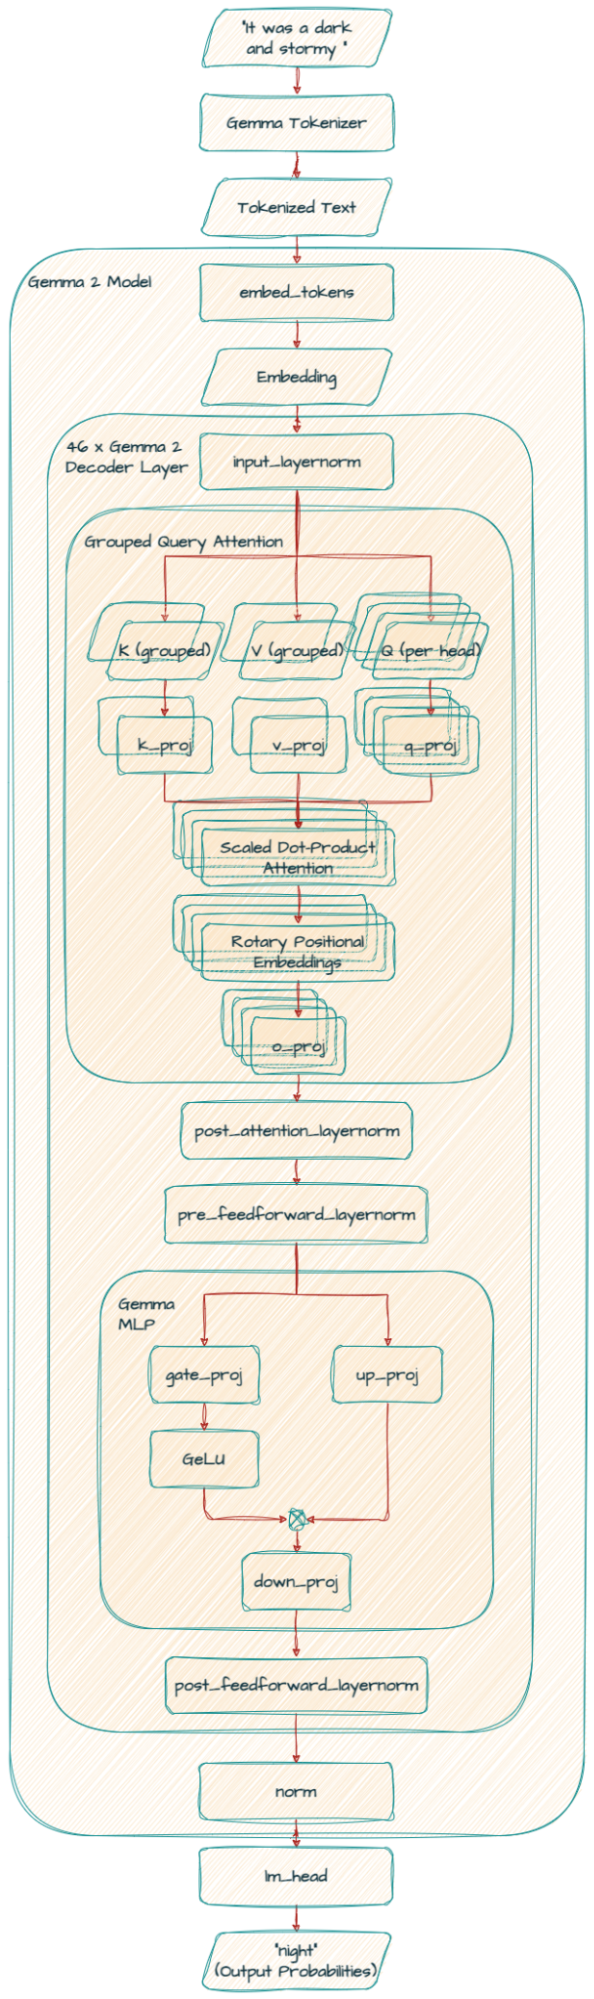 "It was a dark
and stormy "
Gemma Tokenizer
Tokenized Text
Gemma 2 Model
embed_tokens
Embedding
46 x Gemma 2
Decoder Layer
input_layernorm
Grouped Query Attention
K (grouped)
V (grouped)
Q (per head)
k_proj
v_proj
q_proj
Scaled Dot-Product
Attention
Rotary Positional
Embeddings
o_proj
post_attention_layernorm
pre_feedforward_layernorm
Gemma
MLP
gate_proj
up_proj
GeLU
down_proj
post_feedforward_layernorm
norm
lm_head
"night"
(Output Probabilities)